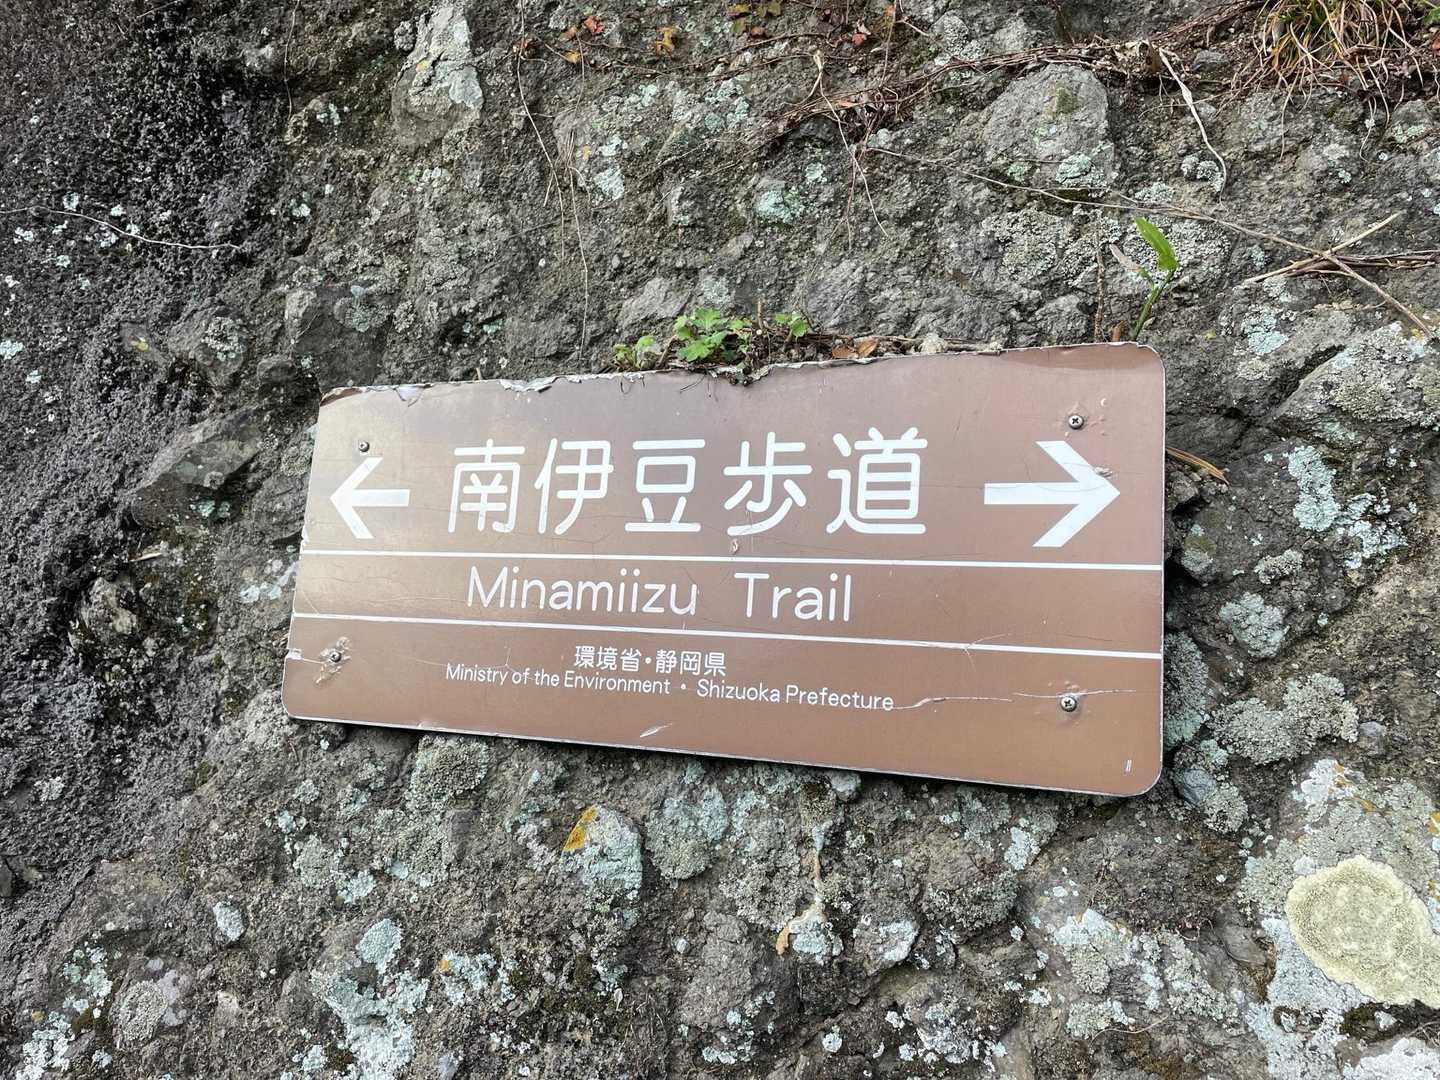 ← 南伊豆歩道 →
Minamiizu Trail
環境省・静岡県
Ministry of the Environment・Shizuoka Prefecture